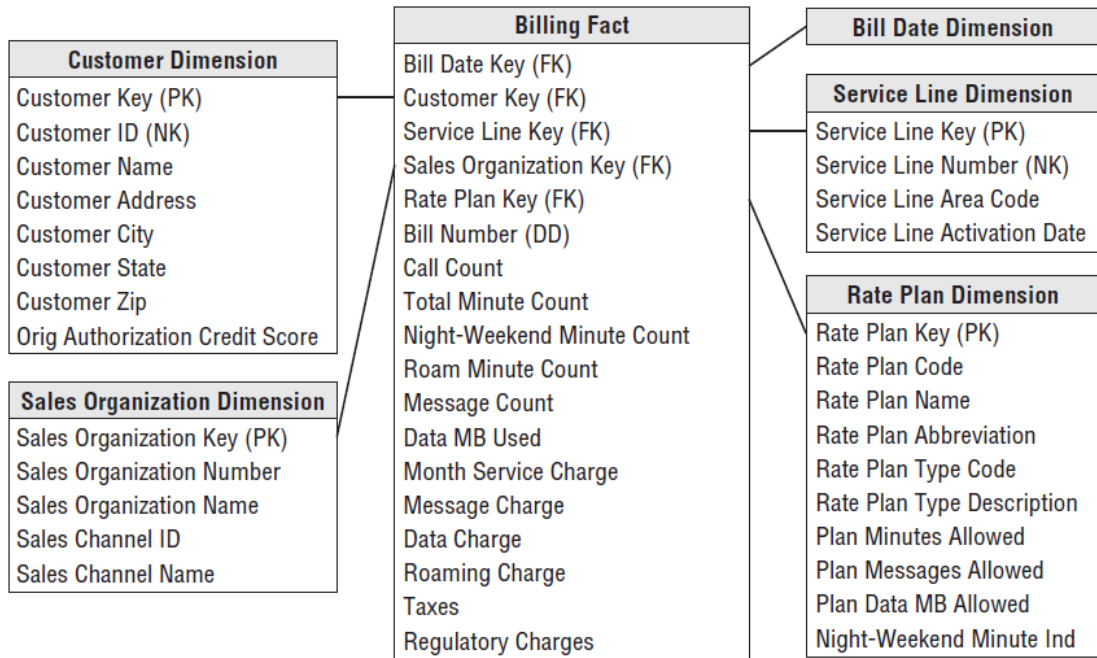 Customer Dimension
Customer Key (PK)
Customer ID (NK)
Customer Name
Customer Address
Customer City
Customer State
Customer Zip
Orig Authorization Credit Score
Sales Organization Dimension
Sales Organization Key (PK)
Sales Organization Number
Sales Organization Name
Sales Channel ID
Sales Channel Name
Billing Fact
Bill Date Key (FK)
Customer Key (FK)
Service Line Key (FK)
Sales Organization Key (FK)
Rate Plan Key (FK)
Bill Number (DD)
Call Count
Total Minute Count
Night-Weekend Minute Count
Roam Minute Count
Message Count
Data MB Used
Month Service Charge
Message Charge
Data Charge
Roaming Charge
Taxes
Regulatory Charges
Bill Date Dimension
Service Line Dimension
Service Line Key (PK)
Service Line Number (NK)
Service Line Area Code
Service Line Activation Date
Rate Plan Dimension
Rate Plan Key (PK)
Rate Plan Code
Rate Plan Name
Rate Plan Abbreviation
Rate Plan Type Code
Rate Plan Type Description
Plan Minutes Allowed
Plan Messages Allowed
Plan Data MB Allowed
Night-Weekend Minute Ind